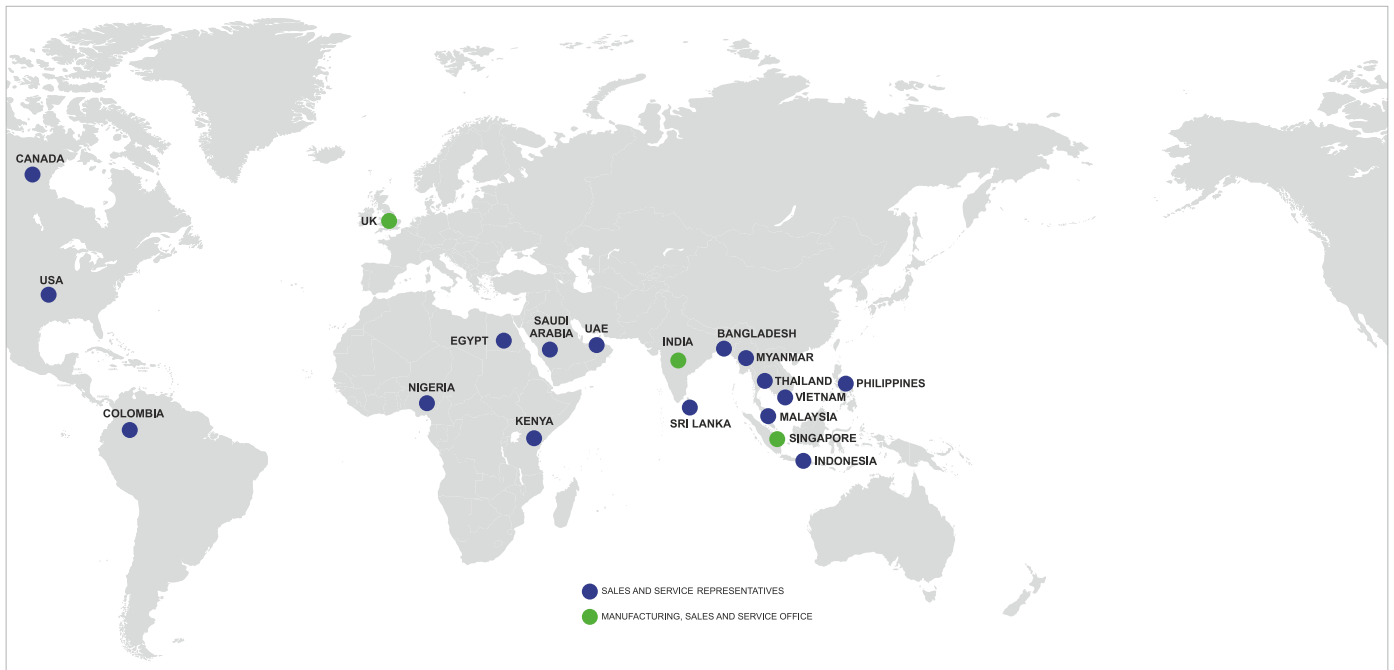 CANADA
UK
USA
SAUDI
ARABIA
UAE
EGYPT
INDIA
BANGLADESH
MYANMAR
THAILAND
PHILIPPINES
VIETNAM
NIGERIA
COLOMBIA
KENYA
SRI LANKA
MALAYSIA
SINGAPORE
INDONESIA
SALES AND SERVICE REPRESENTATIVES
MANUFACTURING, SALES AND SERVICE OFFICE